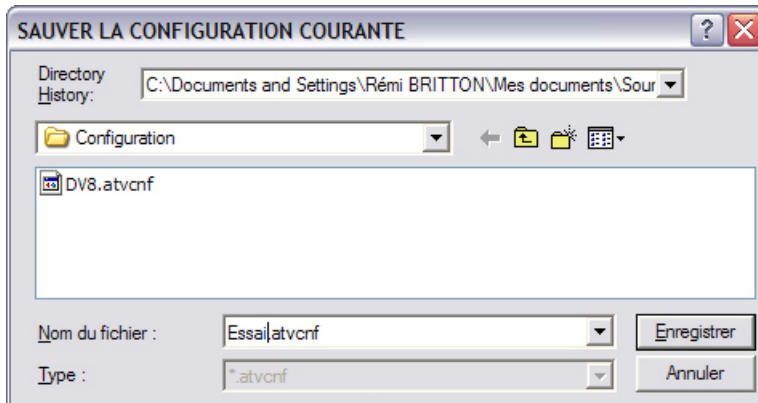 SAUVER LA CONFIGURATION COURANTE
Directory History:
C:\Documents and Settings\Rémi BRITTON\Mes documents\Sour
Configuration
DV8.atvcnf
Nom du fichier :
Essai.atvcnf
Enregistrer
Type :
*.atvcnf
Annuler